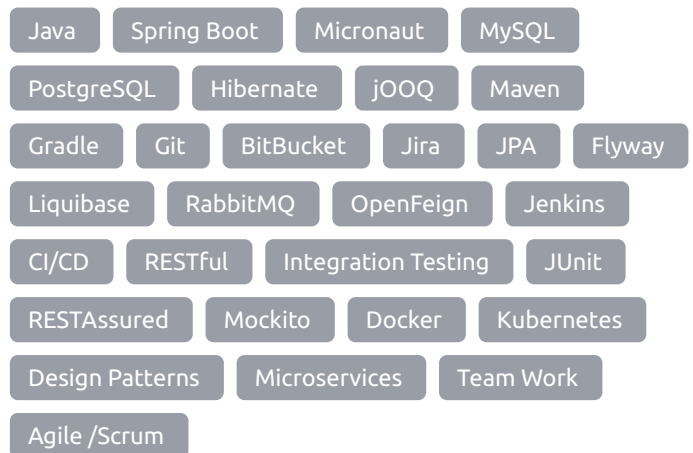 Java Spring Boot Micronaut MySQL
PostgreSQL Hibernate jOOQ Maven
Gradle Git BitBucket Jira JPA Flyway
Liquibase RabbitMQ OpenFeign Jenkins
CI/CD RESTful Integration Testing JUnit
RESTAssured Mockito Docker Kubernetes
Design Patterns Microservices Team Work
Agile /Scrum